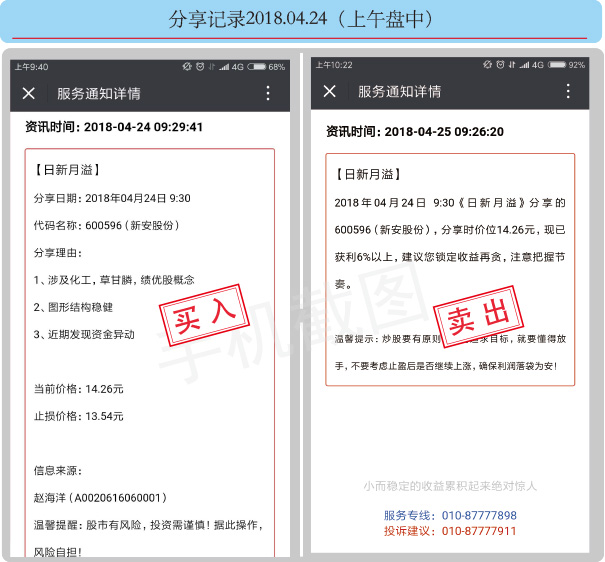 分享记录2018.04.24（上午盘中）
上午9:40
4G
68%
服务通知详情
资讯时间：2018-04-24 09:29:41
【日新月溢】
分享日期：2018年04月24日 9:30
代码名称：600596（新安股份）
分享理由：
1、涉及化工，草甘膦，绩优股概念
2、图形结构稳健
3、近期发现资金异动
买入
当前价格：14.26元
止损价格：13.54元
信息来源：
赵海洋（A0020616060001）
温馨提醒：股市有风险，投资需谨慎！据此操作，
风险自担！
上午10:22
4G
92%
服务通知详情
资讯时间：2018-04-25 09:26:20
【日新月溢】
2018年04月24日 9:30《日新月溢》分享的
600596（新安股份），分享时价位14.26元，现已
获利6%以上，建议您锁定收益再贪，注意把握节
奏。
卖出
温馨提示：炒股要有原则 求目标，就要懂得放
手，不要考虑止盈后是否继续上涨，确保利润落袋为安！
小而稳定的收益累积起来绝对惊人
服务专线：010-87777898
投诉建议：010-87777911
手机截图